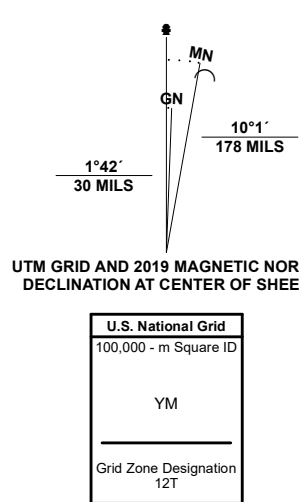 MN
GN
10°1´
178 MILS
1°42´
30 MILS
UTM GRID AND 2019 MAGNETIC NOR
DECLINATION AT CENTER OF SHEE
U.S. National Grid
100,000 - m Square ID
YM
Grid Zone Designation
12T